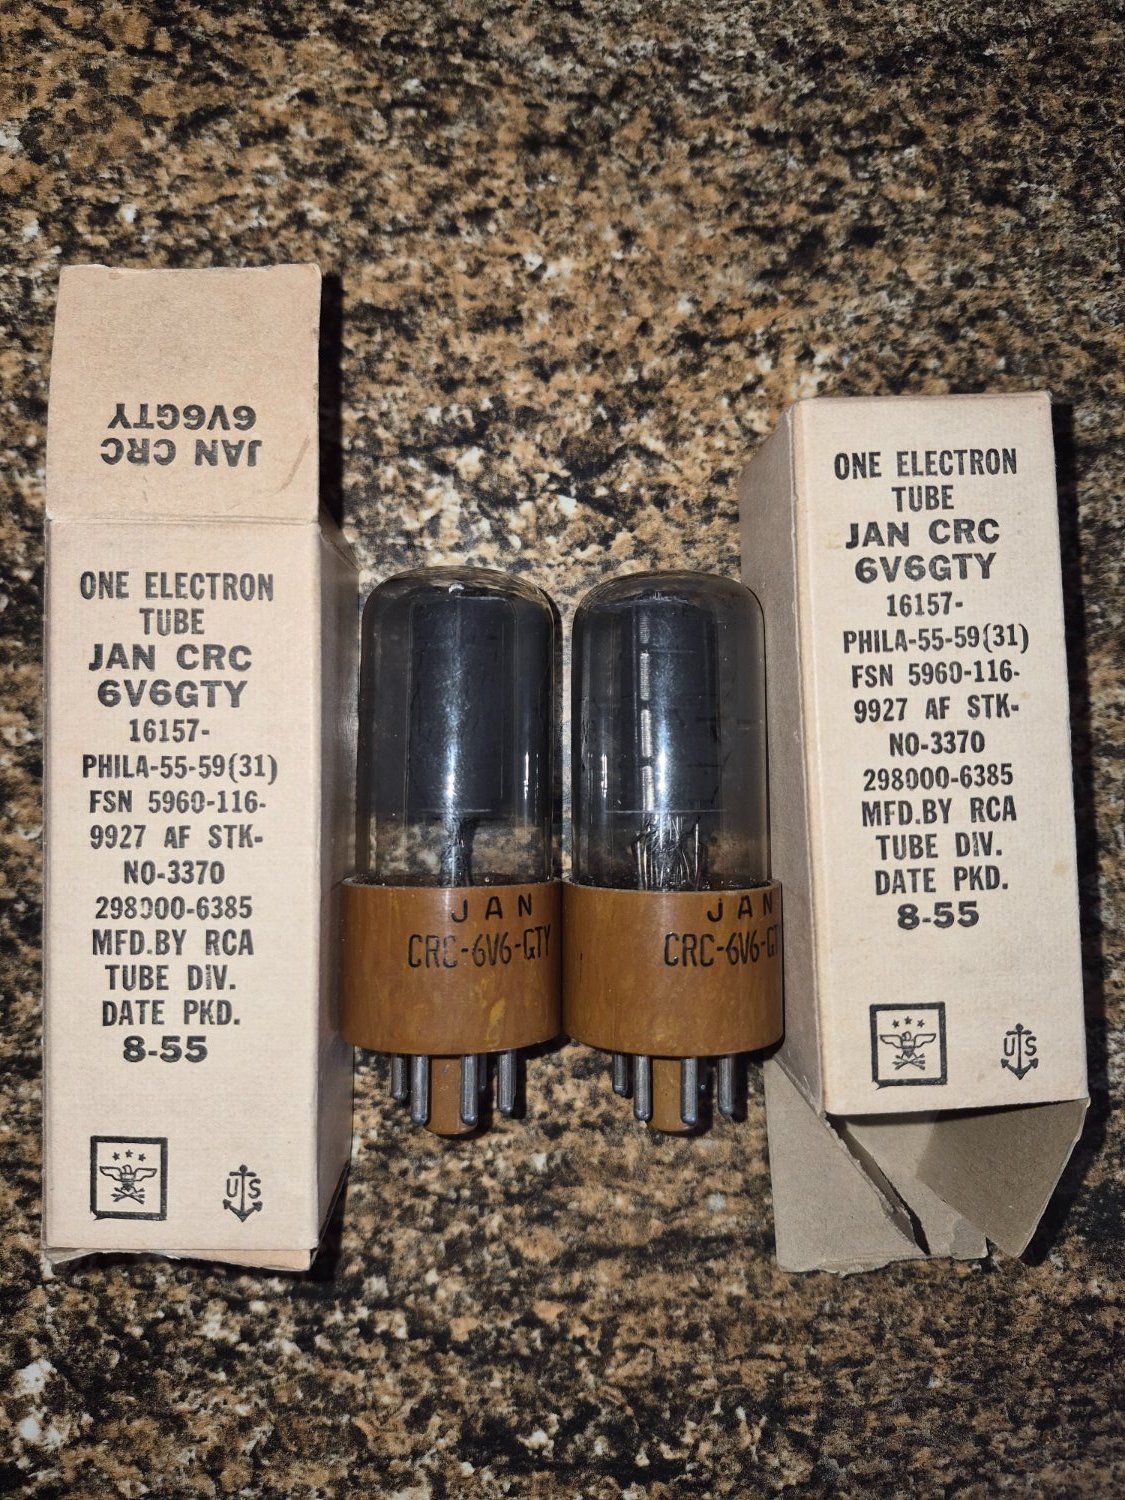 JAN CRC
6V6GTY
ONE ELECTRON
TUBE
JAN CRC
6V6GTY
16157-
PHILA-55-59(31)
FSN 5960-116-
9927 AF STK-
NO-3370
298000-6385
MFD.BY RCA
TUBE DIV.
DATE PKD.
8-55
U S
JAN
CRC-6V6-GTY
JAN
CRC-6V6-GT
ONE ELECTRON
TUBE
JAN CRC
6V6GTY
16157-
PHILA-55-59(31)
FSN 5960-116-
9927 AF STK-
NO-3370
298000-6385
MFD.BY RCA
TUBE DIV.
DATE PKD.
8-55
U S